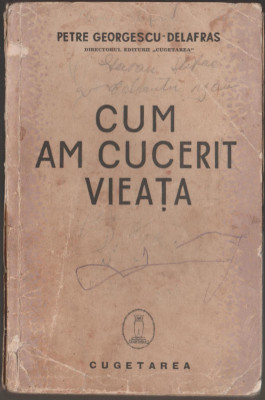 PETRE GEORGESCU-DELAFRAS
DIRECTORUL EDITURII „CUGETAREA"
CUM
AM CUCERIT
VIEAȚA
CUGETAREA